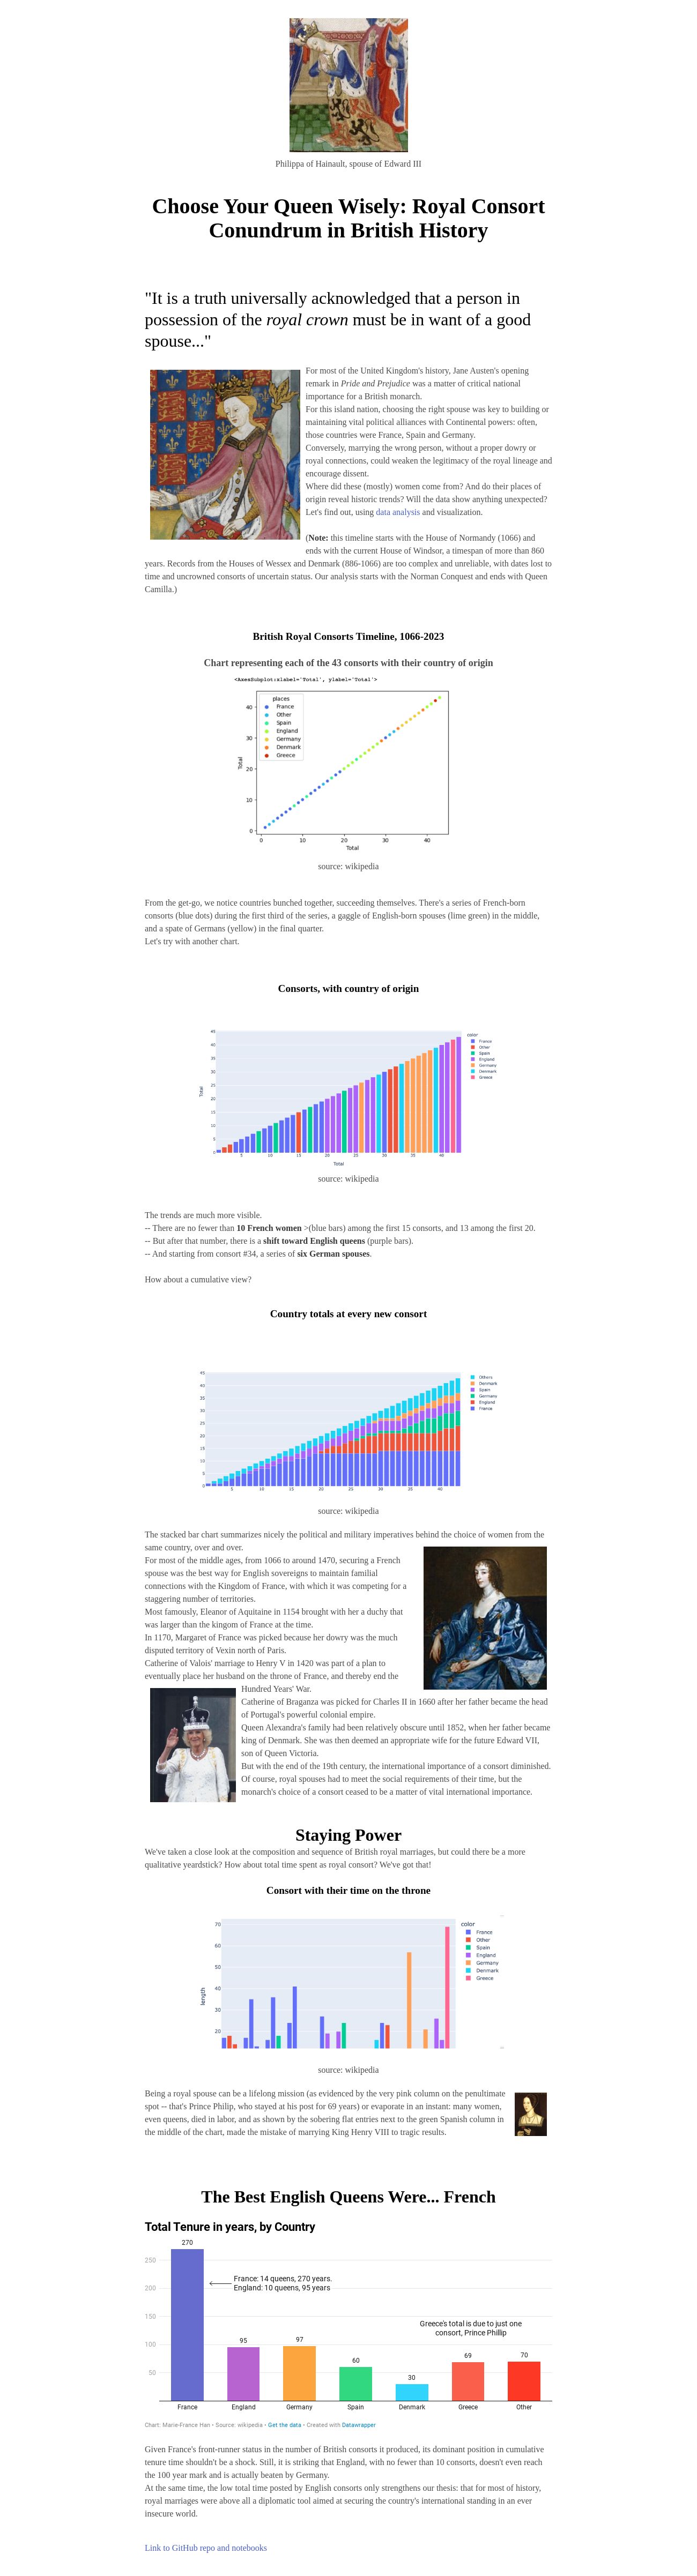 Philippa of Hainault, spouse of Edward III
Choose Your Queen Wisely: Royal Consort
Conundrum in British History
"It is a truth universally acknowledged that a person in
possession of the royal crown must be in want of a good
spouse..."
For most of the United Kingdom's history, Jane Austen's opening
remark in Pride and Prejudice was a matter of critical national
importance for a British monarch.
For this island nation, choosing the right spouse was key to building or
maintaining vital political alliances with Continental powers: often,
those countries were France, Spain and Germany.
Conversely, marrying the wrong person, without a proper dowry or
royal connections, could weaken the legitimacy of the royal lineage and
encourage dissent.
Where did these (mostly) women come from? And do their places of
origin reveal historic trends? Will the data show anything unexpected?
Let's find out, using data analysis and visualization.
(Note: this timeline starts with the House of Normandy (1066) and
ends with the current House of Windsor, a timespan of more than 860
years. Records from the Houses of Wessex and Denmark (886-1066) are too complex and unreliable, with dates lost to
time and uncrowned consorts of uncertain status. Our analysis starts with the Norman Conquest and ends with Queen
Camilla.)
British Royal Consorts Timeline, 1066-2023
Chart representing each of the 43 consorts with their country of origin
<AxesSubplot:xlabel='Total', ylabel='Total'>
places
France
Other
Spain
England
Germany
Denmark
Greece
40
30
20
10
0
Total
0 10 20 30 40
Total
source: wikipedia
From the get-go, we notice countries bunched together, succeeding themselves. There's a series of French-born
consorts (blue dots) during the first third of the series, a gaggle of English-born spouses (lime green) in the middle,
and a spate of Germans (yellow) in the final quarter.
Let's try with another chart.
Consorts, with country of origin
45
40
35
30
25
20
15
10
5
0
Total
5 10 15 20 25 30 35 40
Total
color
France
Other
Spain
England
Germany
Denmark
Greece
source: wikipedia
The trends are much more visible.
-- There are no fewer than 10 French women >(blue bars) among the first 15 consorts, and 13 among the first 20.
-- But after that number, there is a shift toward English queens (purple bars).
-- And starting from consort #34, a series of six German spouses.
How about a cumulative view?
Country totals at every new consort
45
40
35
30
25
20
15
10
5
0
5 10 15 20 25 30 35 40
Others
Denmark
Spain
Germans
England
France
source: wikipedia
The stacked bar chart summarizes nicely the political and military imperatives behind the choice of women from the
same country, over and over.
For most of the middle ages, from 1066 to around 1470, securing a French
spouse was the best way for English sovereigns to maintain familial
connections with the Kingdom of France, with which it was competing for a
staggering number of territories.
Most famously, Eleanor of Aquitaine in 1154 brought with her a duchy that
was larger than the kingom of France at the time.
In 1170, Margaret of France was picked because her dowry was the much
disputed territory of Vexin north of Paris.
Catherine of Valois' marriage to Henry V in 1420 was part of a plan to
eventually place her husband on the throne of France, and thereby end the
Hundred Years' War.
Catherine of Braganza was picked for Charles II in 1660 after her father became the head
of Portugal's powerful colonial empire.
Queen Alexandra's family had been relatively obscure until 1852, when her father became
king of Denmark. She was then deemed an appropriate wife for the future Edward VII,
son of Queen Victoria.
But with the end of the 19th century, the international importance of a consort diminished.
Of course, royal spouses had to meet the social requirements of their time, but the
monarch's choice of a consort ceased to be a matter of vital international importance.
Staying Power
We've taken a close look at the composition and sequence of British royal marriages, but could there be a more
qualitative yeardstick? How about total time spent as royal consort? We've got that!
Consort with their time on the throne
70
60
50
40
30
20
length
color
France
Other
Spain
England
Germany
Denmark
Greece
source: wikipedia
Being a royal spouse can be a lifelong mission (as evidenced by the very pink column on the penultimate
spot -- that's Prince Philip, who stayed at his post for 69 years) or evaporate in an instant: many women,
even queens, died in labor, and as shown by the sobering flat entries next to the green Spanish column in
the middle of the chart, made the mistake of marrying King Henry VIII to tragic results.
The Best English Queens Were... French
Total Tenure in years, by Country
270
250
200
150
100
50
France: 14 queens, 270 years.
England: 10 queens, 95 years
Greece's total is due to just one
consort, Prince Phillip
95
97
60
30
69
70
France England Germany Spain Denmark Greece Other
Chart: Marie-France Han • Source: wikipedia • Get the data • Created with Datawrapper
Given France's front-runner status in the number of British consorts it produced, its dominant position in cumulative
tenure time shouldn't be a shock. Still, it is striking that England, with no fewer than 10 consorts, doesn't even reach
the 100 year mark and is actually beaten by Germany.
At the same time, the low total time posted by English consorts only strengthens our thesis: that for most of history,
royal marriages were above all a diplomatic tool aimed at securing the country's international standing in an ever
insecure world.
Link to GitHub repo and notebooks